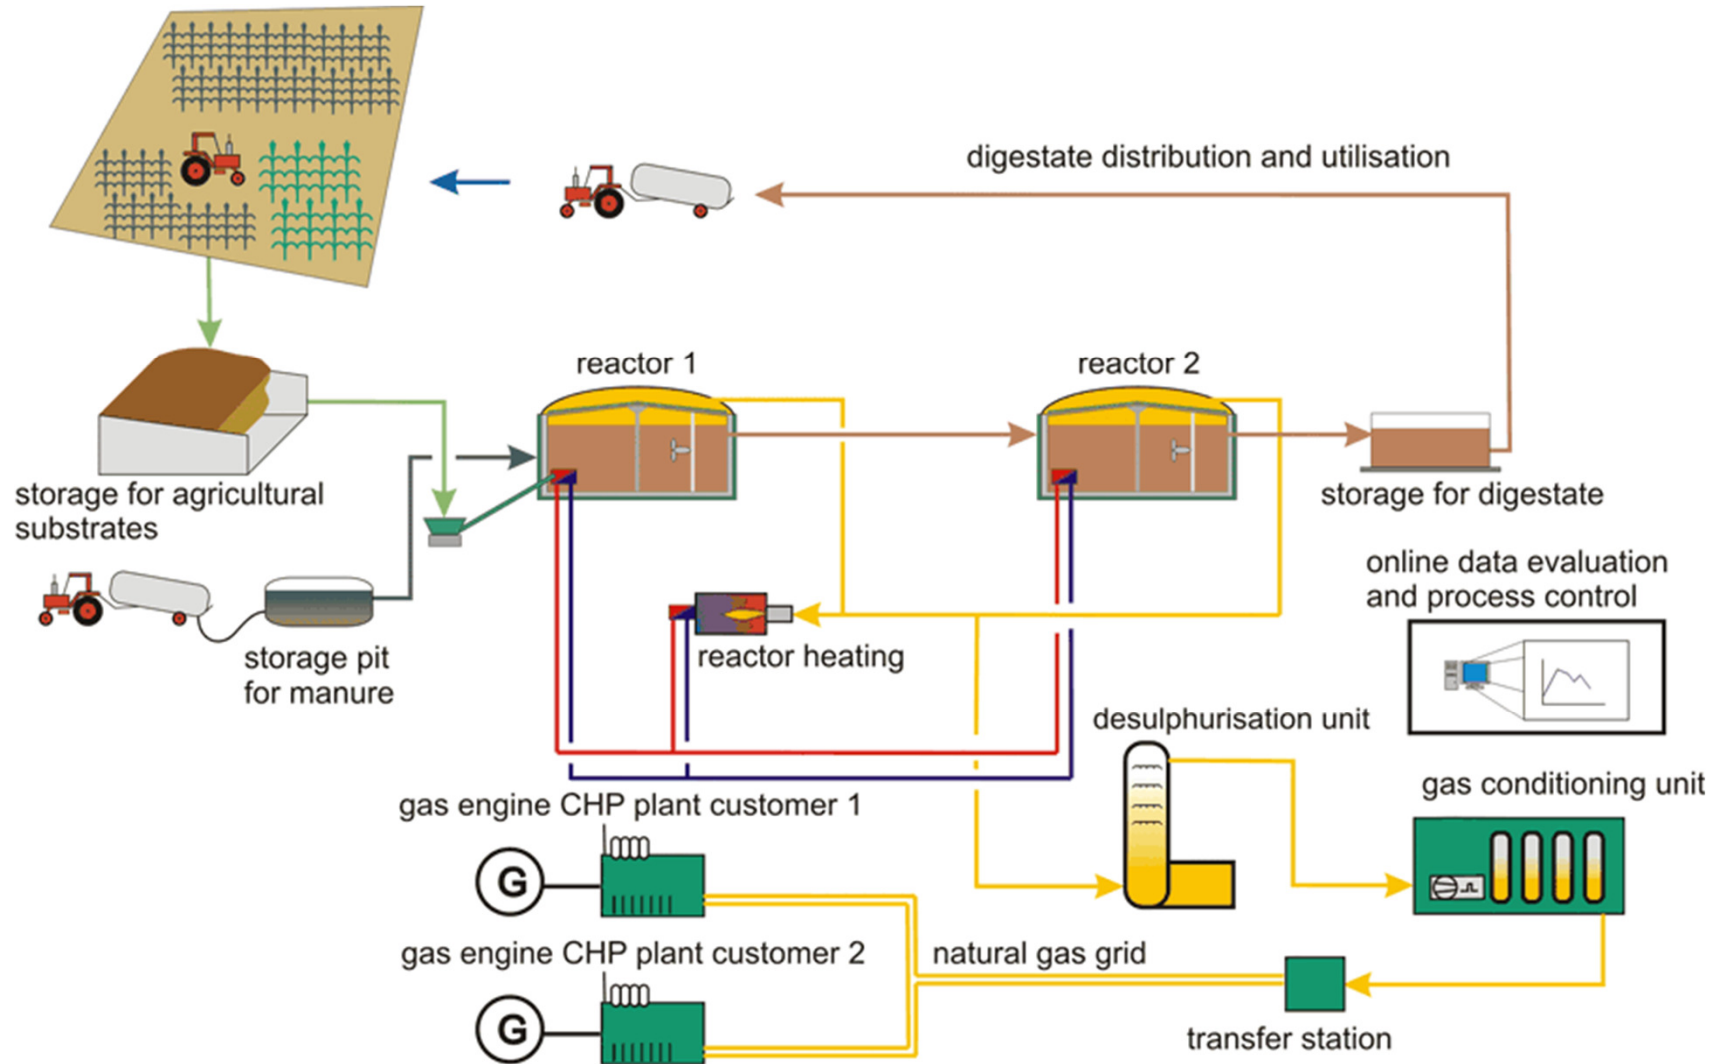 digestate distribution and utilisation
reactor 1
reactor 2
storage for agricultural
substrates
storage for digestate
online data evaluation
and process control
storage pit
for manure
reactor heating
desulphurisation unit
gas conditioning unit
gas engine CHP plant customer 1
G
gas engine CHP plant customer 2
natural gas grid
G
transfer station